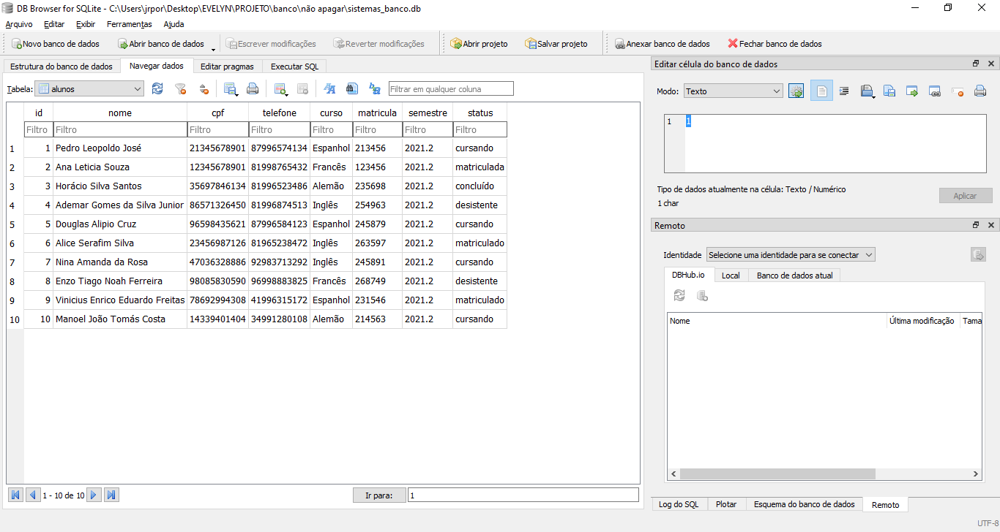 DB Browser for SQLite - C:\Users\jrpor\Desktop\EVELYN\PROJETO\banco\não apagar\sistemas_banco.db
Arquivo Editar Exibir Ferramentas Ajuda
Novo banco de dados Abrir banco de dados Escrever modificações Reverter modificações Abrir projeto Salvar projeto Anexar banco de dados Fechar banco de dados
Estrutura do banco de dados Navegar dados Editar pragmas Executar SQL
Tabela: alunos Filtrar em qualquer coluna
id nome cpf telefone curso matricula semestre status
Filtro Filtro Filtro Filtro Filtro Filtro Filtro Filtro
1 1 Pedro Leopoldo José 21345678901 87996574134 Espanhol 213456 2021.2 cursando
2 2 Ana Leticia Souza 12345678901 81998765432 Francês 123456 2021.2 matriculada
3 3 Horácio Silva Santos 35697846134 81996523486 Alemão 235698 2021.2 concluído
4 4 Ademar Gomes da Silva Junior 86571326450 81996874513 Inglês 254963 2021.2 desistente
5 5 Douglas Alipio Cruz 96598435621 87996584123 Espanhol 245879 2021.2 cursando
6 6 Alice Serafim Silva 23456987126 81965238472 Inglês 263597 2021.2 matriculado
7 7 Nina Amanda da Rosa 47036328886 92983713292 Inglês 245891 2021.2 cursando
8 8 Enzo Tiago Noah Ferreira 98085830590 96998883825 Francês 268749 2021.2 desistente
9 9 Vinicius Enrico Eduardo Freitas 78692994308 41996315172 Espanhol 231546 2021.2 matriculado
10 10 Manoel João Tomás Costa 14339401404 34991280108 Alemão 214563 2021.2 cursando
1 - 10 de 10 Ir para: 1
Editar célula do banco de dados
Modo: Texto
1 1
Tipo de dados atualmente na célula: Texto / Numérico
1 char
Aplicar
Remoto
Identidade Selecione uma identidade para se conectar
DBHub.io Local Banco de dados atual
Nome Última modificação Tama
Log do SQL Plotar Esquema do banco de dados Remoto
UTF-8